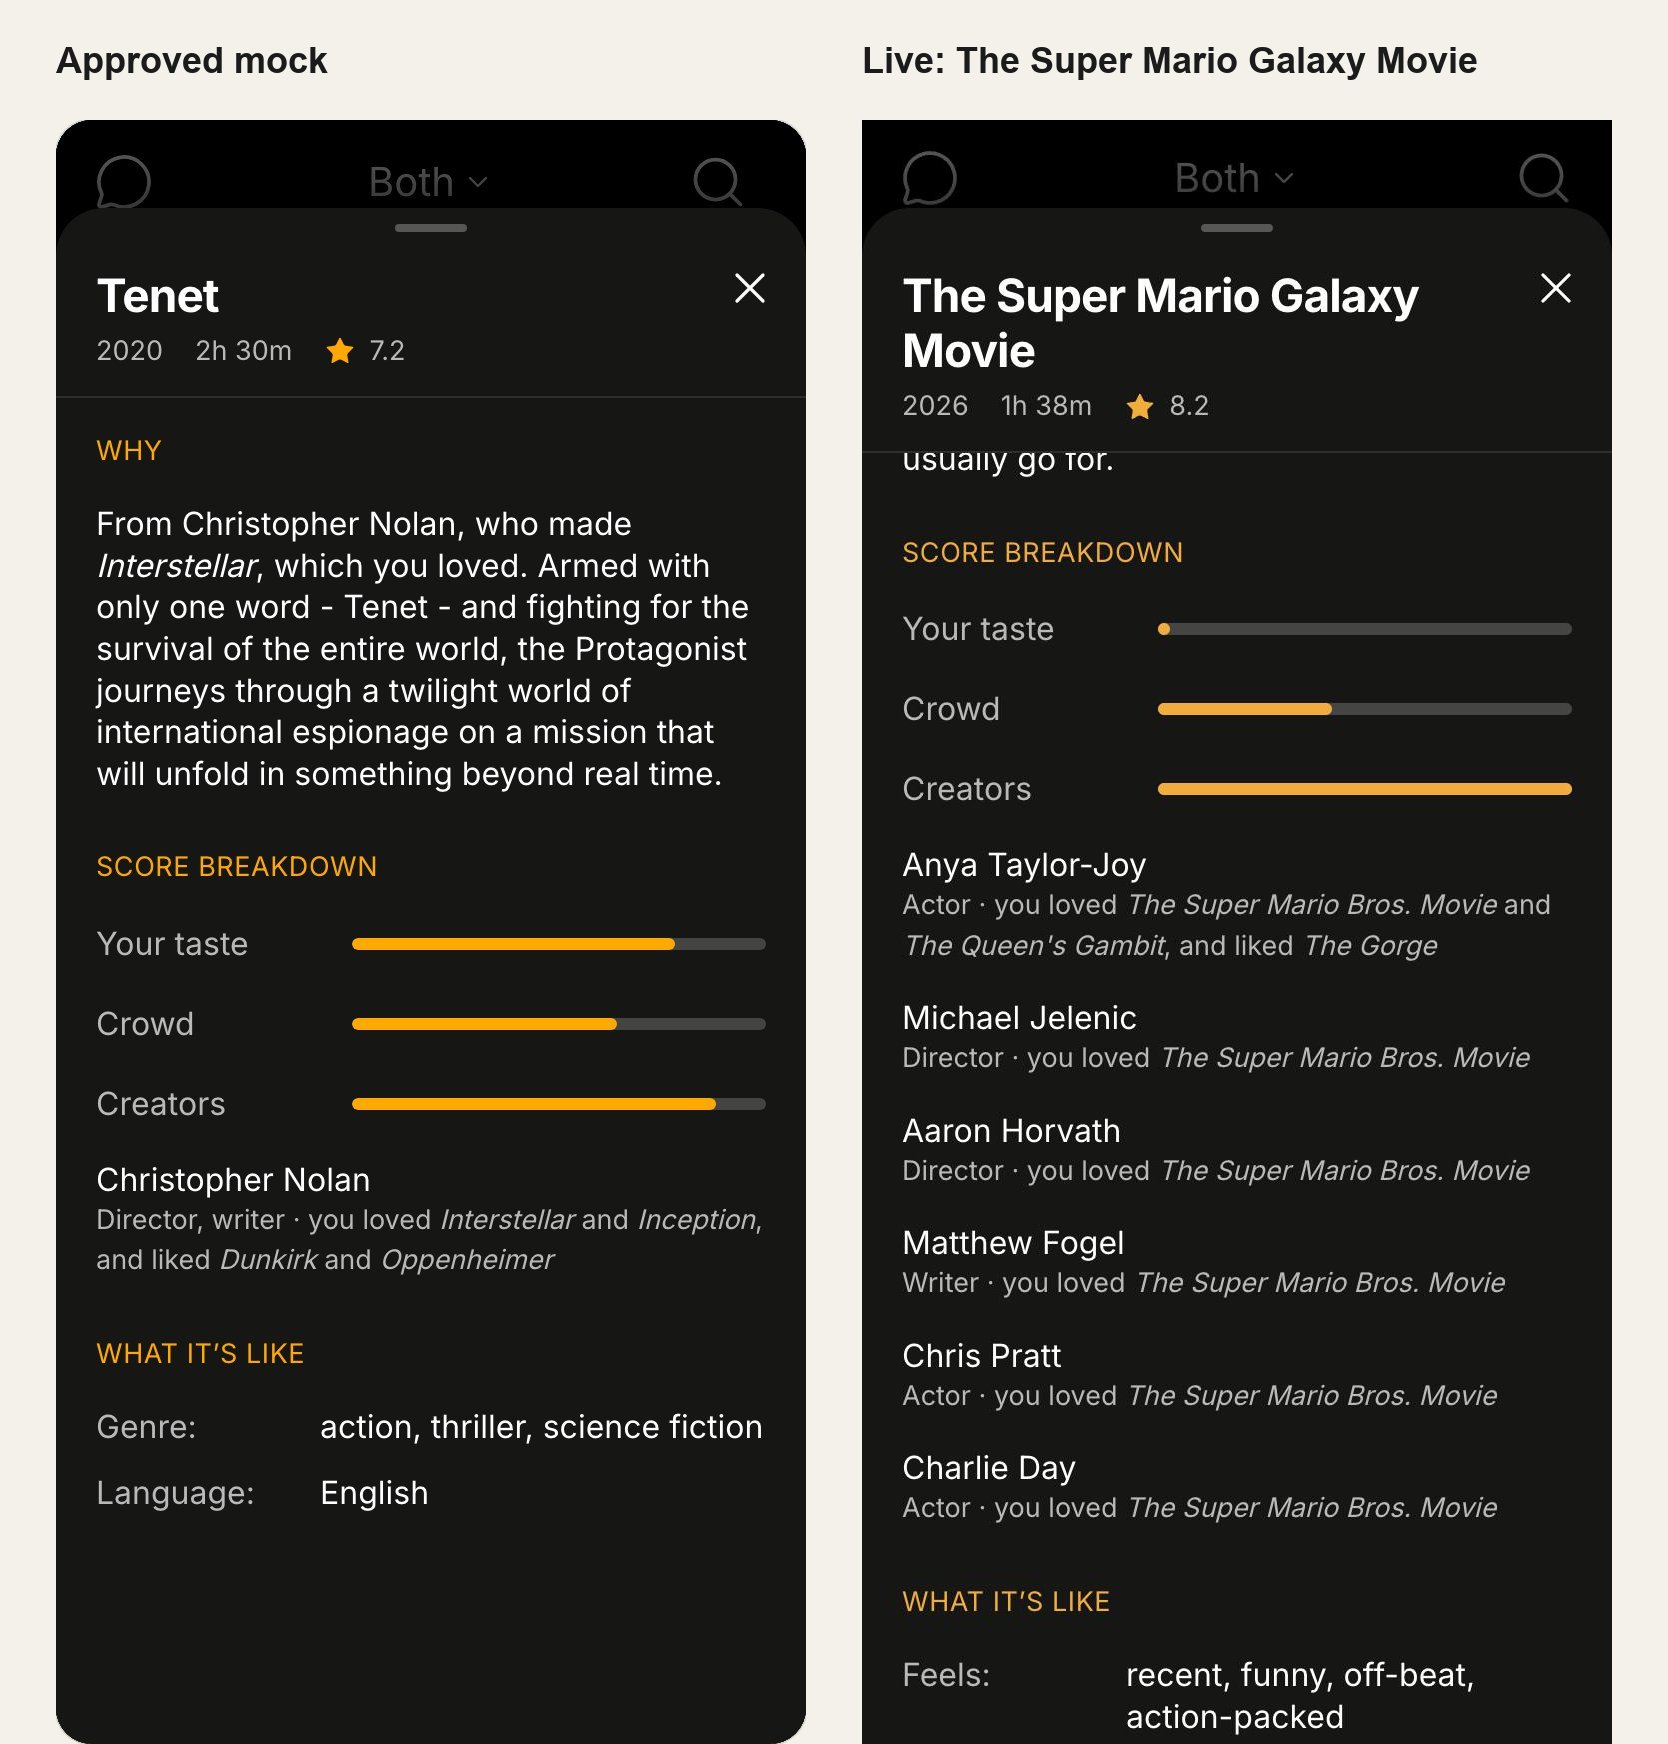 Approved mock
Both
Tenet
2020 2h 30m 7.2
WHY
From Christopher Nolan, who made
Interstellar, which you loved. Armed with
only one word - Tenet - and fighting for the
survival of the entire world, the Protagonist
journeys through a twilight world of
international espionage on a mission that
will unfold in something beyond real time.
SCORE BREAKDOWN
Your taste
Crowd
Creators
Christopher Nolan
Director, writer · you loved Interstellar and Inception,
and liked Dunkirk and Oppenheimer
WHAT IT’S LIKE
Genre: action, thriller, science fiction
Language: English
Live: The Super Mario Galaxy Movie
Both
The Super Mario Galaxy
Movie
2026 1h 38m 8.2
usually go for.
SCORE BREAKDOWN
Your taste
Crowd
Creators
Anya Taylor-Joy
Actor · you loved The Super Mario Bros. Movie and
The Queen's Gambit, and liked The Gorge
Michael Jelenic
Director · you loved The Super Mario Bros. Movie
Aaron Horvath
Director · you loved The Super Mario Bros. Movie
Matthew Fogel
Writer · you loved The Super Mario Bros. Movie
Chris Pratt
Actor · you loved The Super Mario Bros. Movie
Charlie Day
Actor · you loved The Super Mario Bros. Movie
WHAT IT’S LIKE
Feels: recent, funny, off-beat,
action-packed